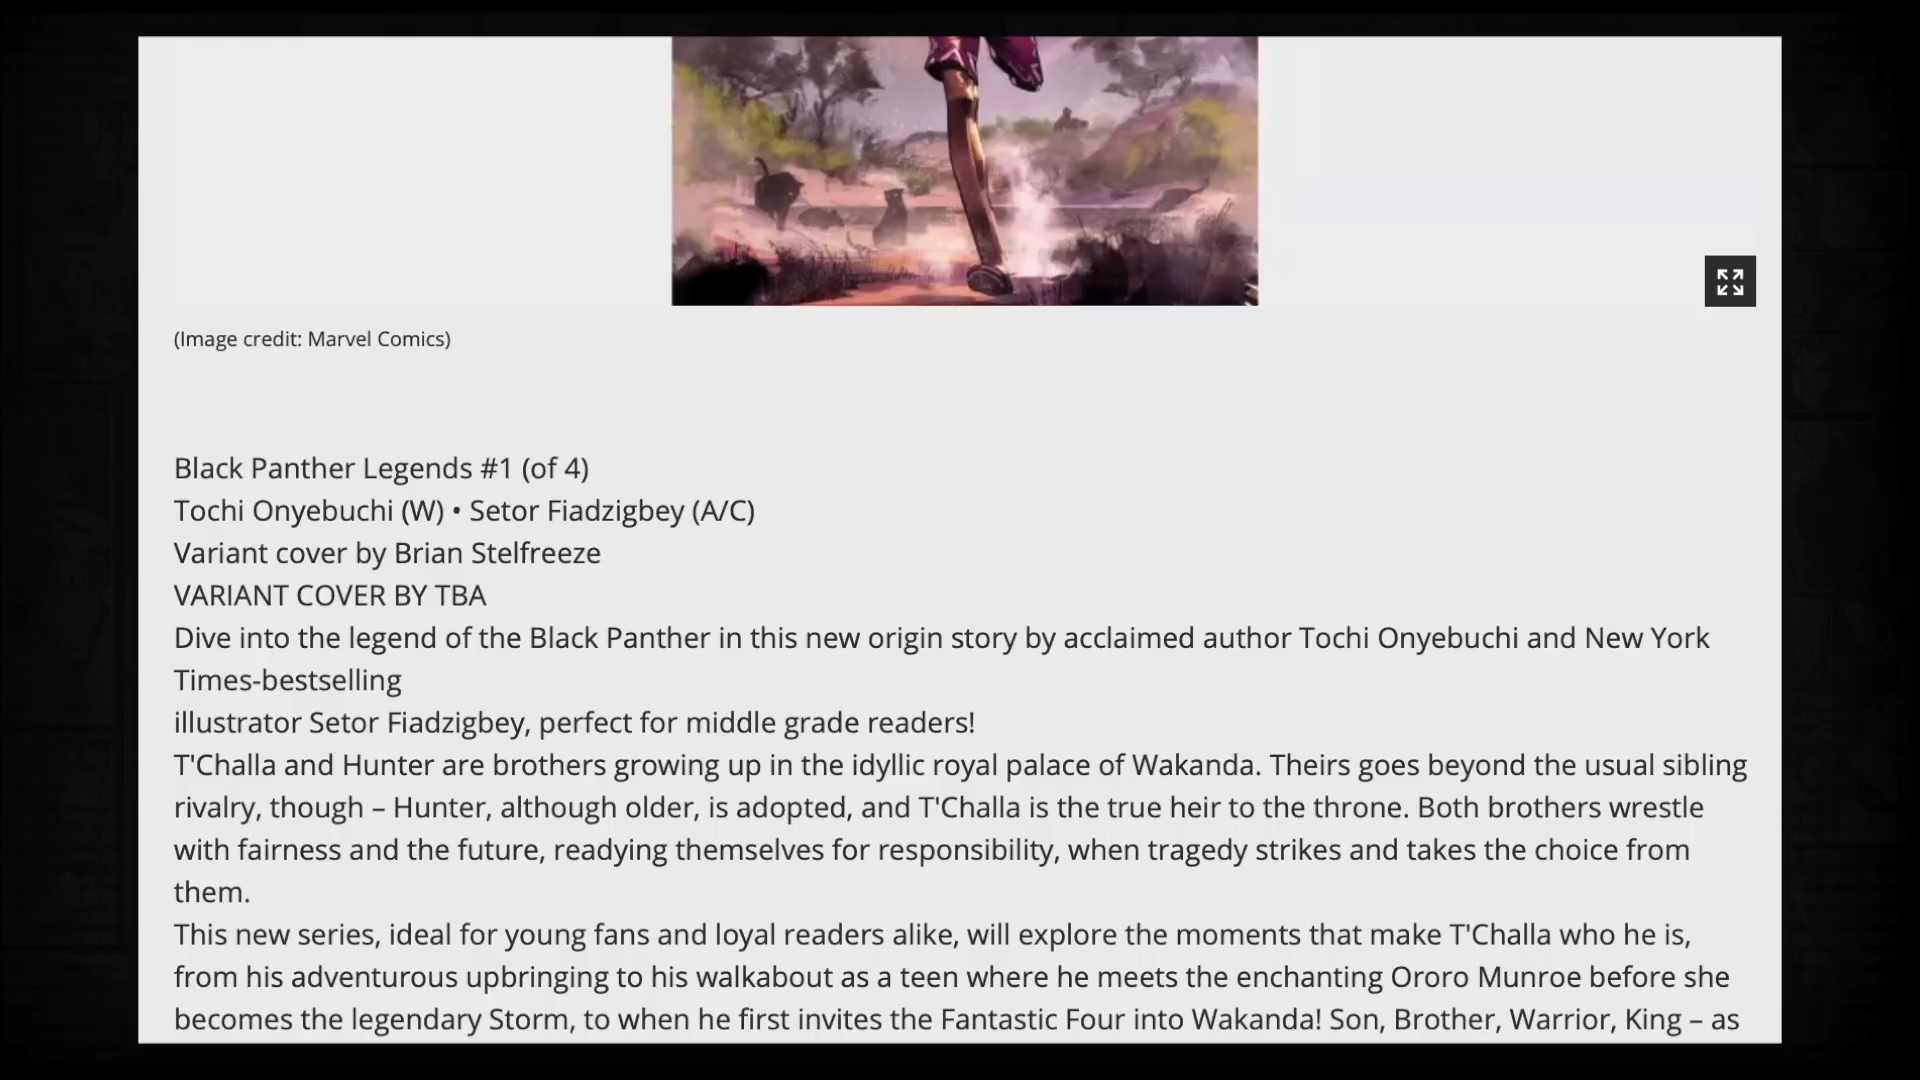 (Image credit: Marvel Comics)
Black Panther Legends #1 (of 4)
Tochi Onyebuchi (W) • Setor Fiadzigbey (A/C)
Variant cover by Brian Stelfreeze
VARIANT COVER BY TBA
Dive into the legend of the Black Panther in this new origin story by acclaimed author Tochi Onyebuchi and New York
Times-bestselling
illustrator Setor Fiadzigbey, perfect for middle grade readers!
T'Challa and Hunter are brothers growing up in the idyllic royal palace of Wakanda. Theirs goes beyond the usual sibling
rivalry, though – Hunter, although older, is adopted, and T'Challa is the true heir to the throne. Both brothers wrestle
with fairness and the future, readying themselves for responsibility, when tragedy strikes and takes the choice from
them.
This new series, ideal for young fans and loyal readers alike, will explore the moments that make T'Challa who he is,
from his adventurous upbringing to his walkabout as a teen where he meets the enchanting Ororo Munroe before she
becomes the legendary Storm, to when he first invites the Fantastic Four into Wakanda! Son, Brother, Warrior, King – as